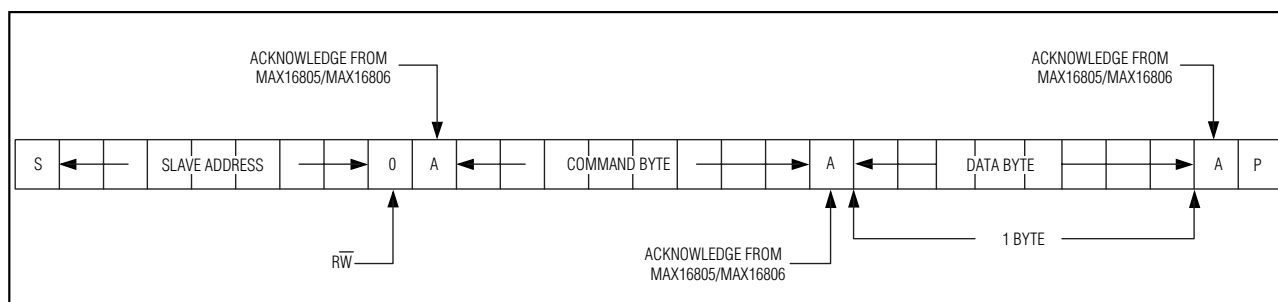 ACKNOWLEDGE FROM
MAX16805/MAX16806
ACKNOWLEDGE FROM
MAX16805/MAX16806
S SLAVE ADDRESS 0 A COMMAND BYTE A DATA BYTE A P
1 BYTE
RW̅
ACKNOWLEDGE FROM
MAX16805/MAX16806